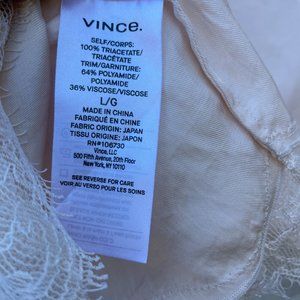 VINCE.
SELF/CORPS:
100% TRIACETATE/
TRIACÉTATE
TRIM/GARNITURE:
64% POLYAMIDE/
POLYAMIDE
36% VISCOSE/VISCOSE
L/G
MADE IN CHINA
FABRIQUÉ EN CHINE
FABRIC ORIGIN: JAPAN
TISSU ORIGINE: JAPON
RN#106730
Vince, LLC
500 Fifth Avenue, 20th Floor
New York, NY 10110
SEE REVERSE FOR CARE
VOIR AU VERSO POUR LES SOINS